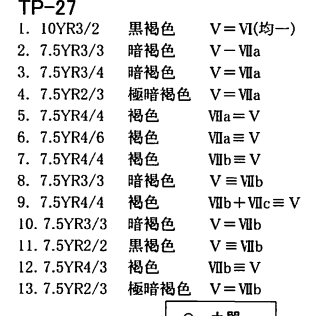 TP-27
1. 10YR3/2 黒褐色 Ⅴ＝Ⅵ(均一)
2. 7.5YR3/3 暗褐色 Ⅴ－Ⅶa
3. 7.5YR3/4 暗褐色 Ⅴ＝Ⅶa
4. 7.5YR2/3 極暗褐色 Ⅴ＝Ⅶa
5. 7.5YR4/4 褐色 Ⅶa＝Ⅴ
6. 7.5YR4/6 褐色 Ⅶa≡Ⅴ
7. 7.5YR4/4 褐色 Ⅶb≡Ⅴ
8. 7.5YR3/3 暗褐色 Ⅴ≡Ⅶb
9. 7.5YR4/4 褐色 Ⅶb＋Ⅶc≡Ⅴ
10. 7.5YR3/3 暗褐色 Ⅴ＝Ⅶb
11. 7.5YR2/2 黒褐色 Ⅴ≡Ⅶb
12. 7.5YR4/3 褐色 Ⅶb≡Ⅴ
13. 7.5YR2/3 極暗褐色 Ⅴ＝Ⅶb